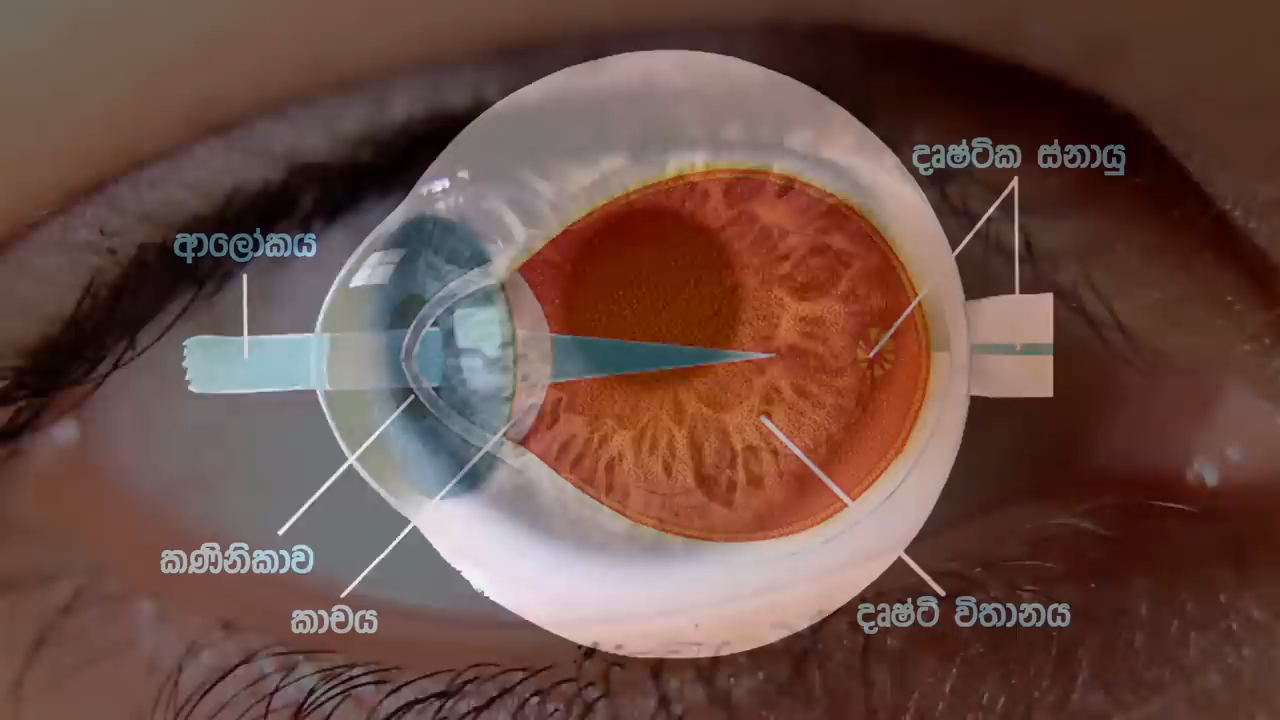 දෘෂ්ටික ස්නායු
ආලෝකය
කණිනිකාව
කාචය
දෘෂ්ටි විතානය